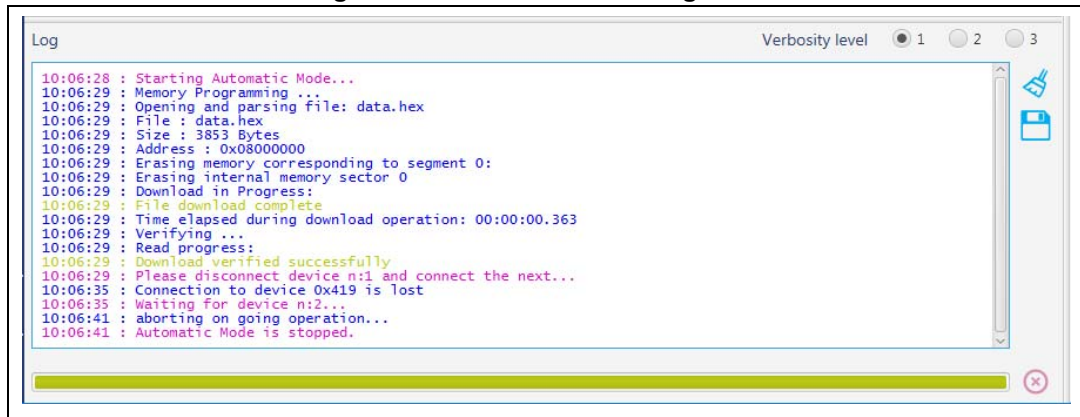 Log
Verbosity level 1 2 3
10:06:28 : Starting Automatic Mode...
10:06:29 : Memory Programming ...
10:06:29 : Opening and parsing file: data.hex
10:06:29 : File : data.hex
10:06:29 : Size : 3853 Bytes
10:06:29 : Address : 0x08000000
10:06:29 : Erasing memory corresponding to segment 0:
10:06:29 : Erasing internal memory sector 0
10:06:29 : Download in Progress:
10:06:29 : File download complete
10:06:29 : Time elapsed during download operation: 00:00:00.363
10:06:29 : Verifying ...
10:06:29 : Read progress:
10:06:29 : Download verified successfully
10:06:29 : Please disconnect device n:1 and connect the next...
10:06:35 : Connection to device 0x419 is lost
10:06:35 : Waiting for device n:2...
10:06:41 : aborting on going operation...
10:06:41 : Automatic Mode is stopped.